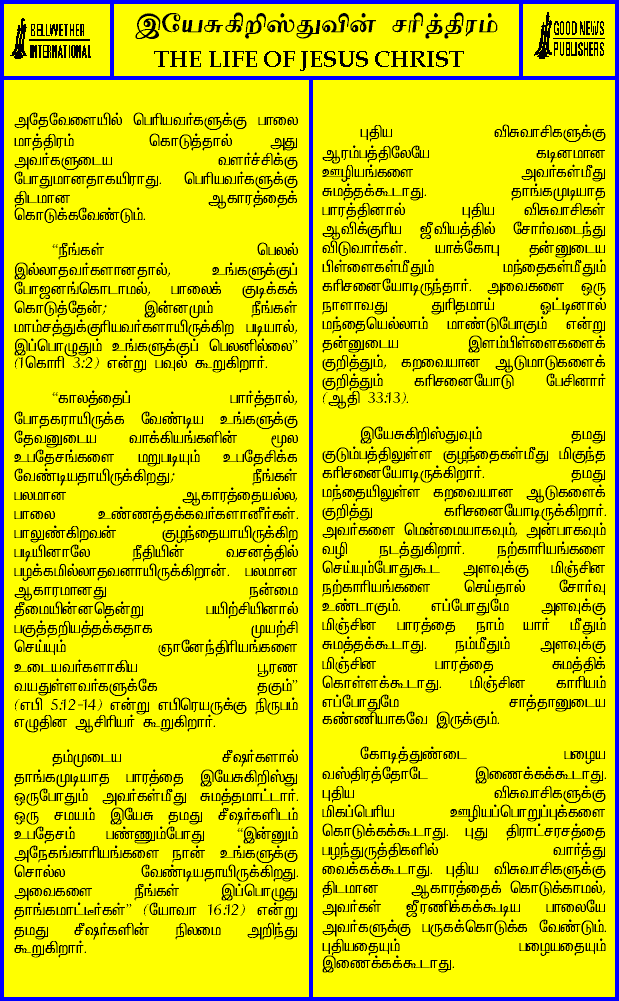 BELLWETHER
INTERNATIONAL
இயேசுகிறிஸ்துவின் சரித்திரம்
THE LIFE OF JESUS CHRIST
GOOD NEWS
PUBLISHERS
அதேவேளையில் பெரியவர்களுக்கு பாலை
மாத்திரம் கொடுத்தால் அது
அவர்களுடைய வளர்ச்சிக்கு
போதுமானதாகயிராது. பெரியவர்களுக்கு
திடமான ஆகாரத்தைக்
கொடுக்கவேண்டும்.
“நீங்கள் பெலல்
இல்லாதவர்களானதால், உங்களுக்குப்
போஜனங்கொடாமல், பாலைக் குடிக்கக்
கொடுத்தேன்; இன்னமும் நீங்கள்
மாம்சத்துக்குரியவர்களாயிருக்கிற படியால்,
இப்பொழுதும் உங்களுக்குப் பெலனில்லை”
(1கொரி 3:2) என்று பவுல் கூறுகிறார்.
“காலத்தைப் பார்த்தால்,
போதகராயிருக்க வேண்டிய உங்களுக்கு
தேவனுடைய வாக்கியங்களின் மூல
உபதேசங்களை மறுபடியும் உபதேசிக்க
வேண்டியதாயிருக்கிறது; நீங்கள்
பலமான ஆகாரத்தையல்ல,
பாலை உண்ணத்தக்கவர்களானீர்கள்.
பாலுண்கிறவன் குழந்தையாயிருக்கிற
படியினாலே நீதியின் வசனத்தில்
பழக்கமில்லாதவனாயிருக்கிறான். பலமான
ஆகாரமானது நன்மை
தீமையின்னதென்று பயிற்சியினால்
பகுத்தறியத்தக்கதாக முயற்சி
செய்யும் ஞானேந்திரியங்களை
உடையவர்களாகிய பூரண
வயதுள்ளவர்களுக்கே தகும்”
(எபி 5:12-14) என்று எபிரெயருக்கு நிருபம்
எழுதின ஆசிரியர் கூறுகிறார்.
தம்முடைய சீஷர்களால்
தாங்கமுடியாத பாரத்தை இயேசுகிறிஸ்து
ஒருபோதும் அவர்கள்மீது சுமத்தமாட்டார்.
ஒரு சமயம் இயேசு தமது சீஷர்களிடம்
உபதேசம் பண்ணும்போது “இன்னும்
அநேகங்காரியங்களை நான் உங்களுக்கு
சொல்ல வேண்டியதாயிருக்கிறது.
அவைகளை நீங்கள் இப்பொழுது
தாங்கமாட்டீர்கள்” (யோவா 16:12) என்று
தமது சீஷர்களின் நிலமை அறிந்து
கூறுகிறார்.
புதிய விசுவாசிகளுக்கு
ஆரம்பத்திலேயே கடினமான
ஊழியங்களை அவர்கள்மீது
சுமத்தக்கூடாது. தாங்கமுடியாத
பாரத்தினால் புதிய விசுவாசிகள்
ஆவிக்குரிய ஜீவியத்தில் சோர்வடைந்து
விடுவார்கள். யாக்கோபு தன்னுடைய
பிள்ளைகள்மீதும் மந்தைகள்மீதும்
கரிசனையோடிருந்தார். அவைகளை ஒரு
நாளாவது துரிதமாய் ஓட்டினால்
மந்தையெல்லாம் மாண்டுபோகும் என்று
தன்னுடைய இளம்பிள்ளைகளைக்
குறித்தும், கறவையான ஆடுமாடுகளைக்
குறித்தும் கரிசனையோடு பேசினார்
(ஆதி 33:13).
இயேசுகிறிஸ்துவும் தமது
குடும்பத்திலுள்ள குழந்தைகள்மீது மிகுந்த
கரிசனையோடிருக்கிறார். தமது
மந்தையிலுள்ள கறவையான ஆடுகளைக்
குறித்து கரிசனையோடிருக்கிறார்.
அவர்களை மென்மையாகவும், அன்பாகவும்
வழி நடத்துகிறார். நற்காரியங்களை
செய்யும்போதுகூட அளவுக்கு மிஞ்சின
நற்காரியங்களை செய்தால் சோர்வு
உண்டாகும். எப்போதுமே அளவுக்கு
மிஞ்சின பாரத்தை நாம் யார் மீதும்
சுமத்தக்கூடாது. நம்மீதும் அளவுக்கு
மிஞ்சின பாரத்தை சுமத்திக்
கொள்ளக்கூடாது. மிஞ்சின காரியம்
எப்போதுமே சாத்தானுடைய
கண்ணியாகவே இருக்கும்.
கோடித்துண்டை பழைய
வஸ்திரத்தோடே இணைக்கக்கூடாது.
புதிய விசுவாசிகளுக்கு
மிகப்பெரிய ஊழியப்பொறுப்புக்களை
கொடுக்கக்கூடாது. புது திராட்சரசத்தை
பழந்துருத்திகளில் வார்த்து
வைக்கக்கூடாது. புதிய விசுவாசிகளுக்கு
திடமான ஆகாரத்தைக் கொடுக்காமல்,
அவர்கள் ஜீரணிக்கக்கூடிய பாலையே
அவர்களுக்கு பருகக்கொடுக்க வேண்டும்.
புதியதையும் பழையதையும்
இணைக்கக்கூடாது.